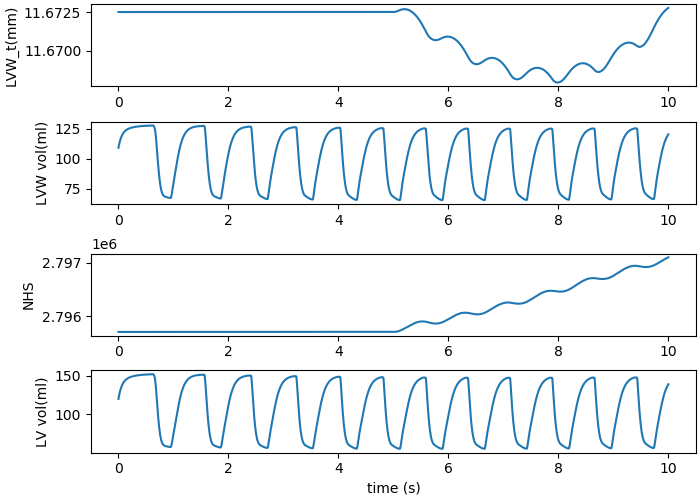 LVW_t(mm)
11.6725
11.6700
0 2 4 6 8 10
LVW vol(ml)
125
100
75
0 2 4 6 8 10
1e6
NHS
2.797
2.796
0 2 4 6 8 10
LV vol(ml)
150
100
0 2 4 6 8 10
time (s)